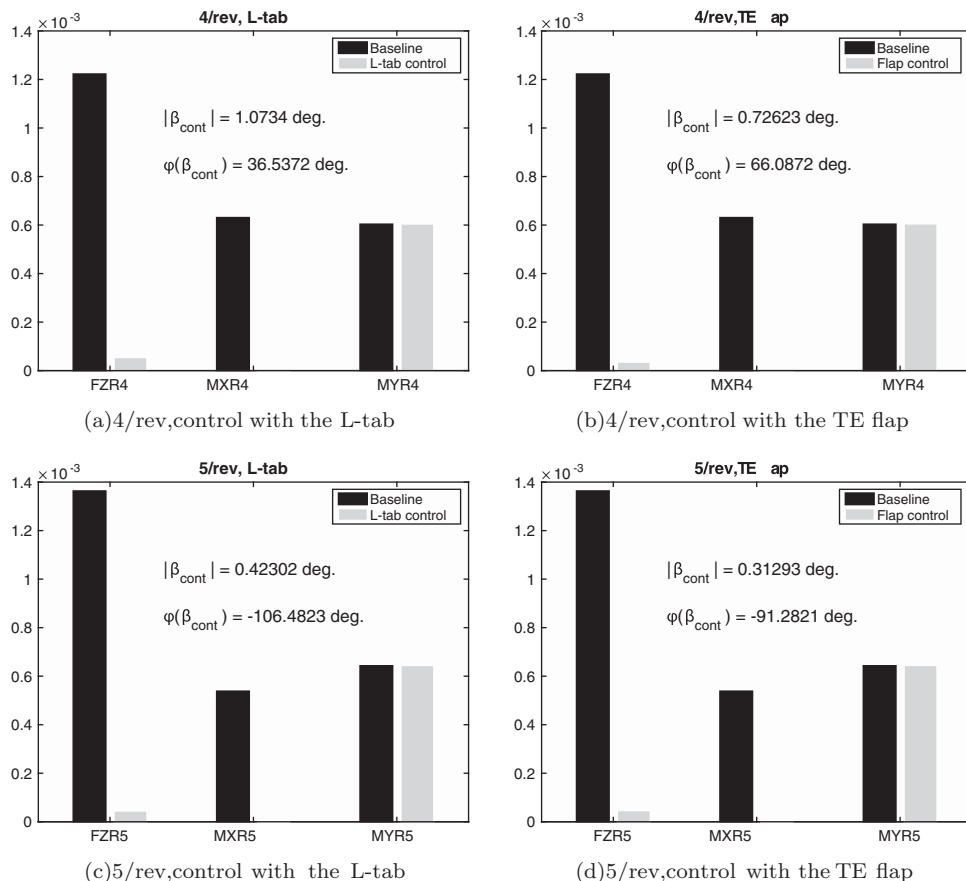 4/rev, L-tab
× 10⁻³
1.4
1.2
1
0.8
0.6
0.4
0.2
0
Baseline
L-tab control
|β_cont| = 1.0734 deg.
φ(β_cont) = 36.5372 deg.
FZR4 MXR4 MYR4
(a)4/rev,control with the L-tab
4/rev,TE ap
× 10⁻³
1.4
1.2
1
0.8
0.6
0.4
0.2
0
Baseline
Flap control
|β_cont| = 0.72623 deg.
φ(β_cont) = 66.0872 deg.
FZR4 MXR4 MYR4
(b)4/rev,control with the TE flap
5/rev, L-tab
× 10⁻³
1.4
1.2
1
0.8
0.6
0.4
0.2
0
Baseline
L-tab control
|β_cont| = 0.42302 deg.
φ(β_cont) = -106.4823 deg.
FZR5 MXR5 MYR5
(c)5/rev,control with the L-tab
5/rev,TE ap
× 10⁻³
1.4
1.2
1
0.8
0.6
0.4
0.2
0
Baseline
Flap control
|β_cont| = 0.31293 deg.
φ(β_cont) = -91.2821 deg.
FZR5 MXR5 MYR5
(d)5/rev,control with the TE flap